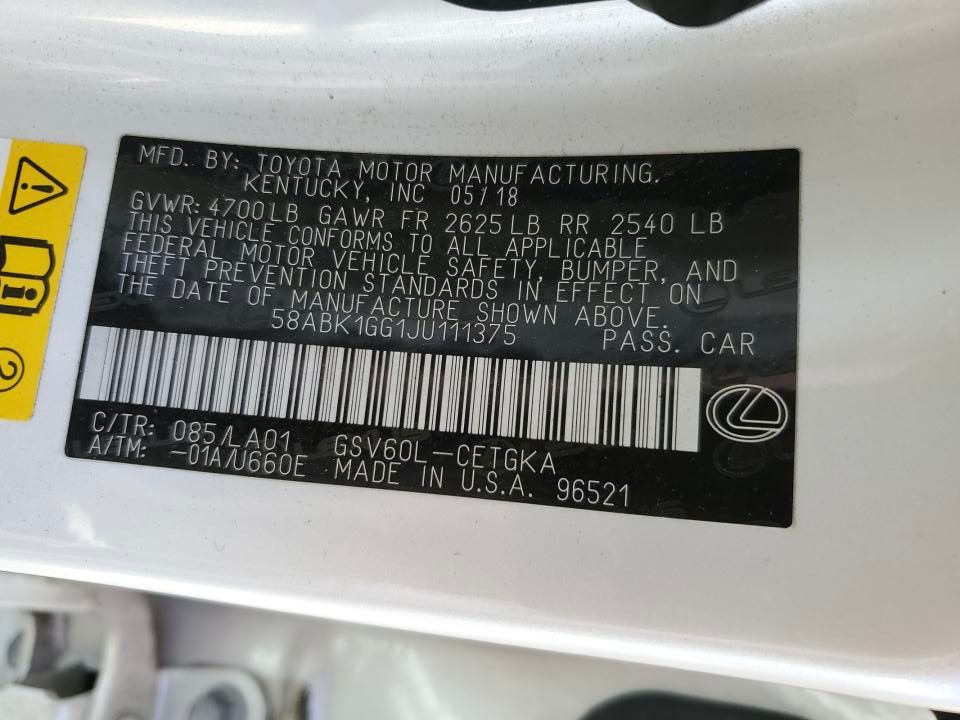 MFD. BY: TOYOTA MOTOR MANUFACTURING.
KENTUCKY, INC 05/18
GVWR: 4700LB GAWR FR 2625LB RR 2540 LB
THIS VEHICLE CONFORMS TO ALL APPLICABLE
FEDERAL MOTOR VEHICLE SAFETY, BUMPER, AND
THEFT PREVENTION STANDARDS IN EFFECT ON
THE DATE OF MANUFACTURE SHOWN ABOVE.
58ABK1GG1JU111375 PASS. CAR
C/TR: 085/LA01 GSV60L-CETGKA
A/TM: -01A/U660E MADE IN U.S.A. 96521
2